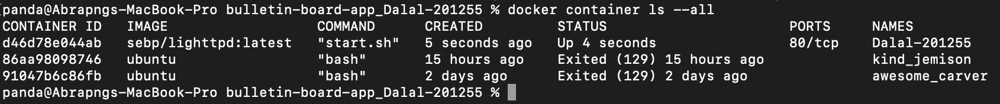 panda@Abrapngs-MacBook-Pro bulletin-board-app_Dalal-201255 % docker container ls --all
CONTAINER ID   IMAGE                  COMMAND      CREATED         STATUS                      PORTS     NAMES
d46d78e044ab   sebp/lighttpd:latest   "start.sh"   5 seconds ago   Up 4 seconds                80/tcp    Dalal-201255
86aa98098746   ubuntu                 "bash"       15 hours ago    Exited (129) 15 hours ago             kind_jemison
91047b6c86fb   ubuntu                 "bash"       2 days ago      Exited (129) 2 days ago               awesome_carver
panda@Abrapngs-MacBook-Pro bulletin-board-app_Dalal-201255 %